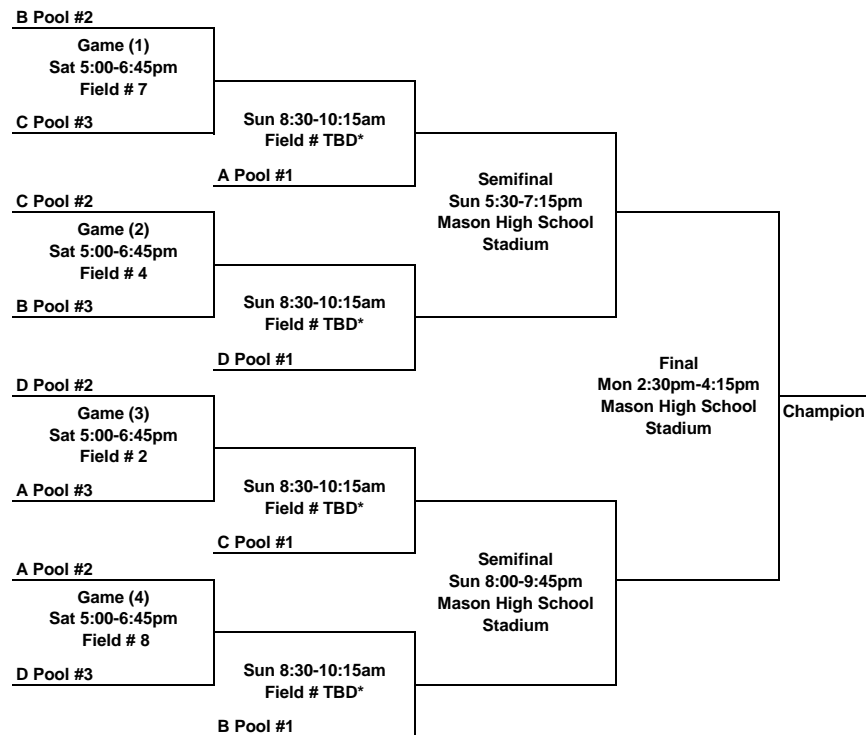 B Pool #2
Game (1)
Sat 5:00-6:45pm
Field # 7
C Pool #3
Sun 8:30-10:15am
Field # TBD*
A Pool #1
Semifinal
Sun 5:30-7:15pm
Mason High School
Stadium
C Pool #2
Game (2)
Sat 5:00-6:45pm
Field # 4
B Pool #3
Sun 8:30-10:15am
Field # TBD*
D Pool #1
Final
Mon 2:30pm-4:15pm
Mason High School
Stadium
Champion
D Pool #2
Game (3)
Sat 5:00-6:45pm
Field # 2
A Pool #3
Sun 8:30-10:15am
Field # TBD*
C Pool #1
Semifinal
Sun 8:00-9:45pm
Mason High School
Stadium
A Pool #2
Game (4)
Sat 5:00-6:45pm
Field # 8
D Pool #3
Sun 8:30-10:15am
Field # TBD*
B Pool #1